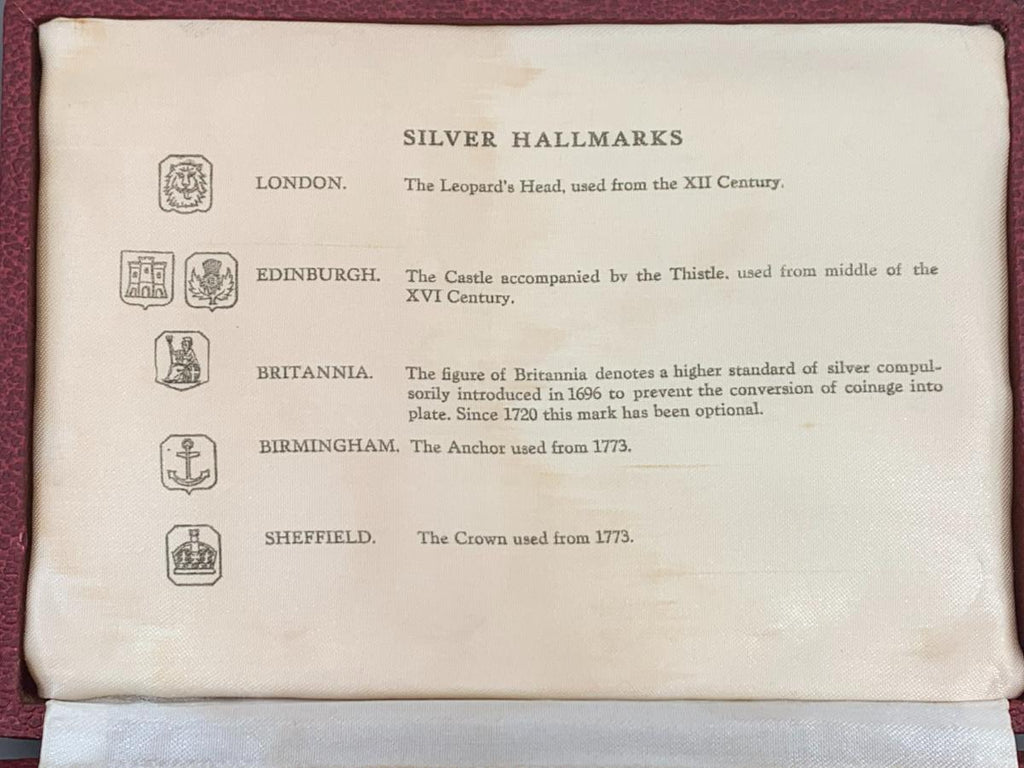 SILVER HALLMARKS
LONDON. The Leopard's Head, used from the XII Century.
EDINBURGH. The Castle accompanied by the Thistle, used from middle of the
XVI Century.
BRITANNIA. The figure of Britannia denotes a higher standard of silver compul-
sorily introduced in 1696 to prevent the conversion of coinage into
plate. Since 1720 this mark has been optional.
BIRMINGHAM. The Anchor used from 1773.
SHEFFIELD. The Crown used from 1773.